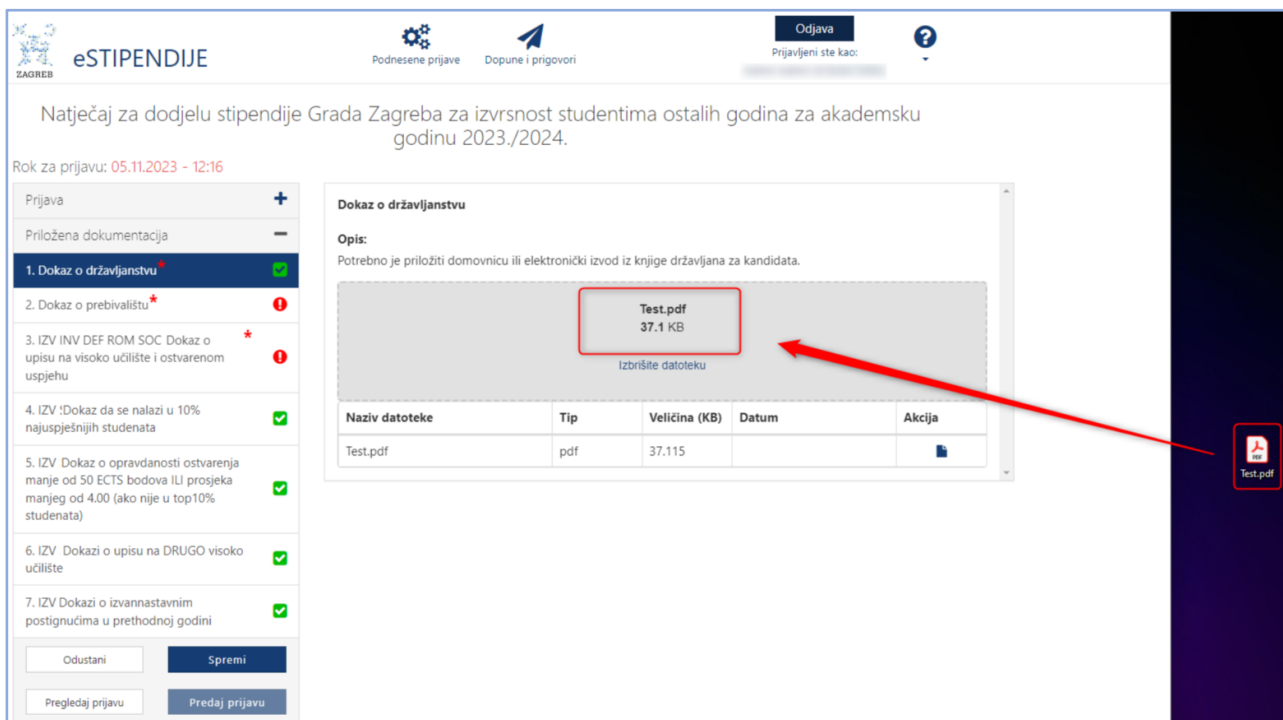 ZAGREB
eSTIPENDIJE
Podnesene prijave
Dopune i prigovori
Odjava
Prijavljeni ste kao:
Natječaj za dodjelu stipendije Grada Zagreba za izvrsnost studentima ostalih godina za akademsku
godinu 2023./2024.
Rok za prijavu: 05.11.2023 - 12:16
Prijava
Priložena dokumentacija
1. Dokaz o državljanstvu*
2. Dokaz o prebivalištu*
3. IZV INV DEF ROM SOC Dokaz o *
upisu na visoko učilište i ostvarenom
uspjehu
4. IZV !Dokaz da se nalazi u 10%
najuspješnijih studenata
5. IZV Dokaz o opravdanosti ostvarenja
manje od 50 ECTS bodova ILI prosjeka
manjeg od 4.00 (ako nije u top10%
studenata)
6. IZV Dokazi o upisu na DRUGO visoko
učilište
7. IZV Dokazi o izvannastavnim
postignućima u prethodnoj godini
Odustani
Spremi
Pregledaj prijavu
Predaj prijavu
Dokaz o državljanstvu
Opis:
Potrebno je priložiti domovnicu ili elektronički izvod iz knjige državljana za kandidata.
Test.pdf
37.1 KB
Izbrišite datoteku
Naziv datoteke Tip Veličina (KB) Datum Akcija
Test.pdf pdf 37.115
PDF
Test.pdf